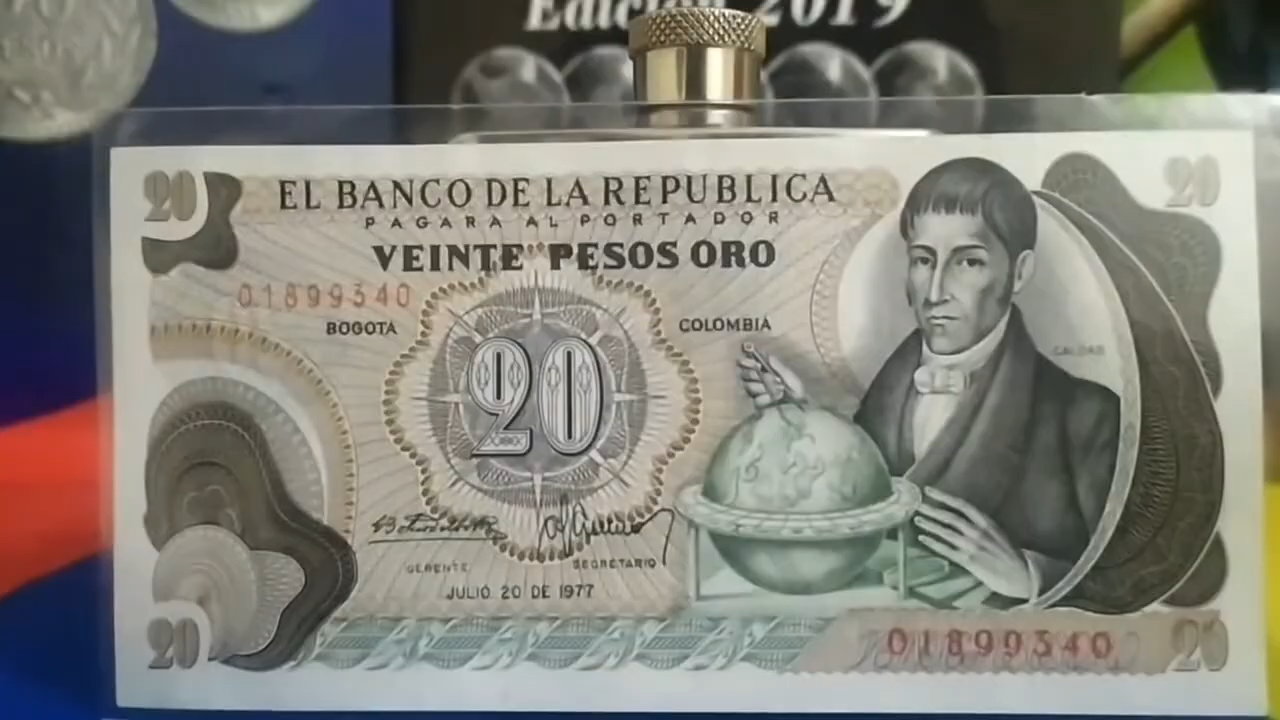 Edición 2019
20 20
EL BANCO DE LA REPUBLICA
PAGARA AL PORTADOR
VEINTE PESOS ORO
01899340
BOGOTA COLOMBIA
CALDAS
20
GERENTE SECRETARIO
JULIO 20 DE 1977
20 01899340 20